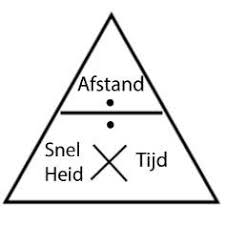 Afstand
Snel Tijd
Heid